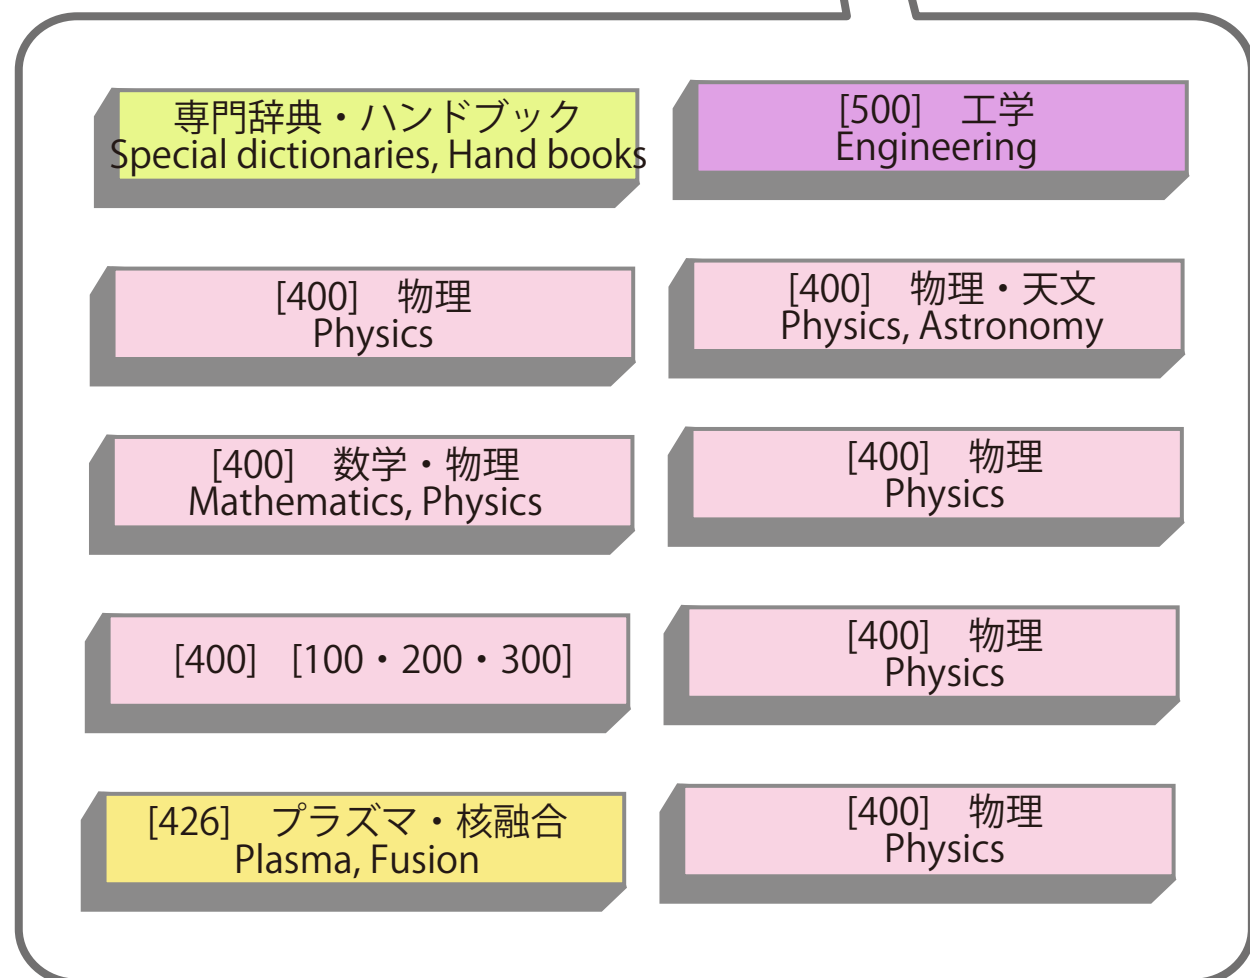 専門辞典・ハンドブック
Special dictionaries, Hand books
[500]　工学
Engineering
[400]　物理
Physics
[400]　物理・天文
Physics, Astronomy
[400]　数学・物理
Mathematics, Physics
[400]　物理
Physics
[400]　[100・200・300]
[400]　物理
Physics
[426]　プラズマ・核融合
Plasma, Fusion
[400]　物理
Physics